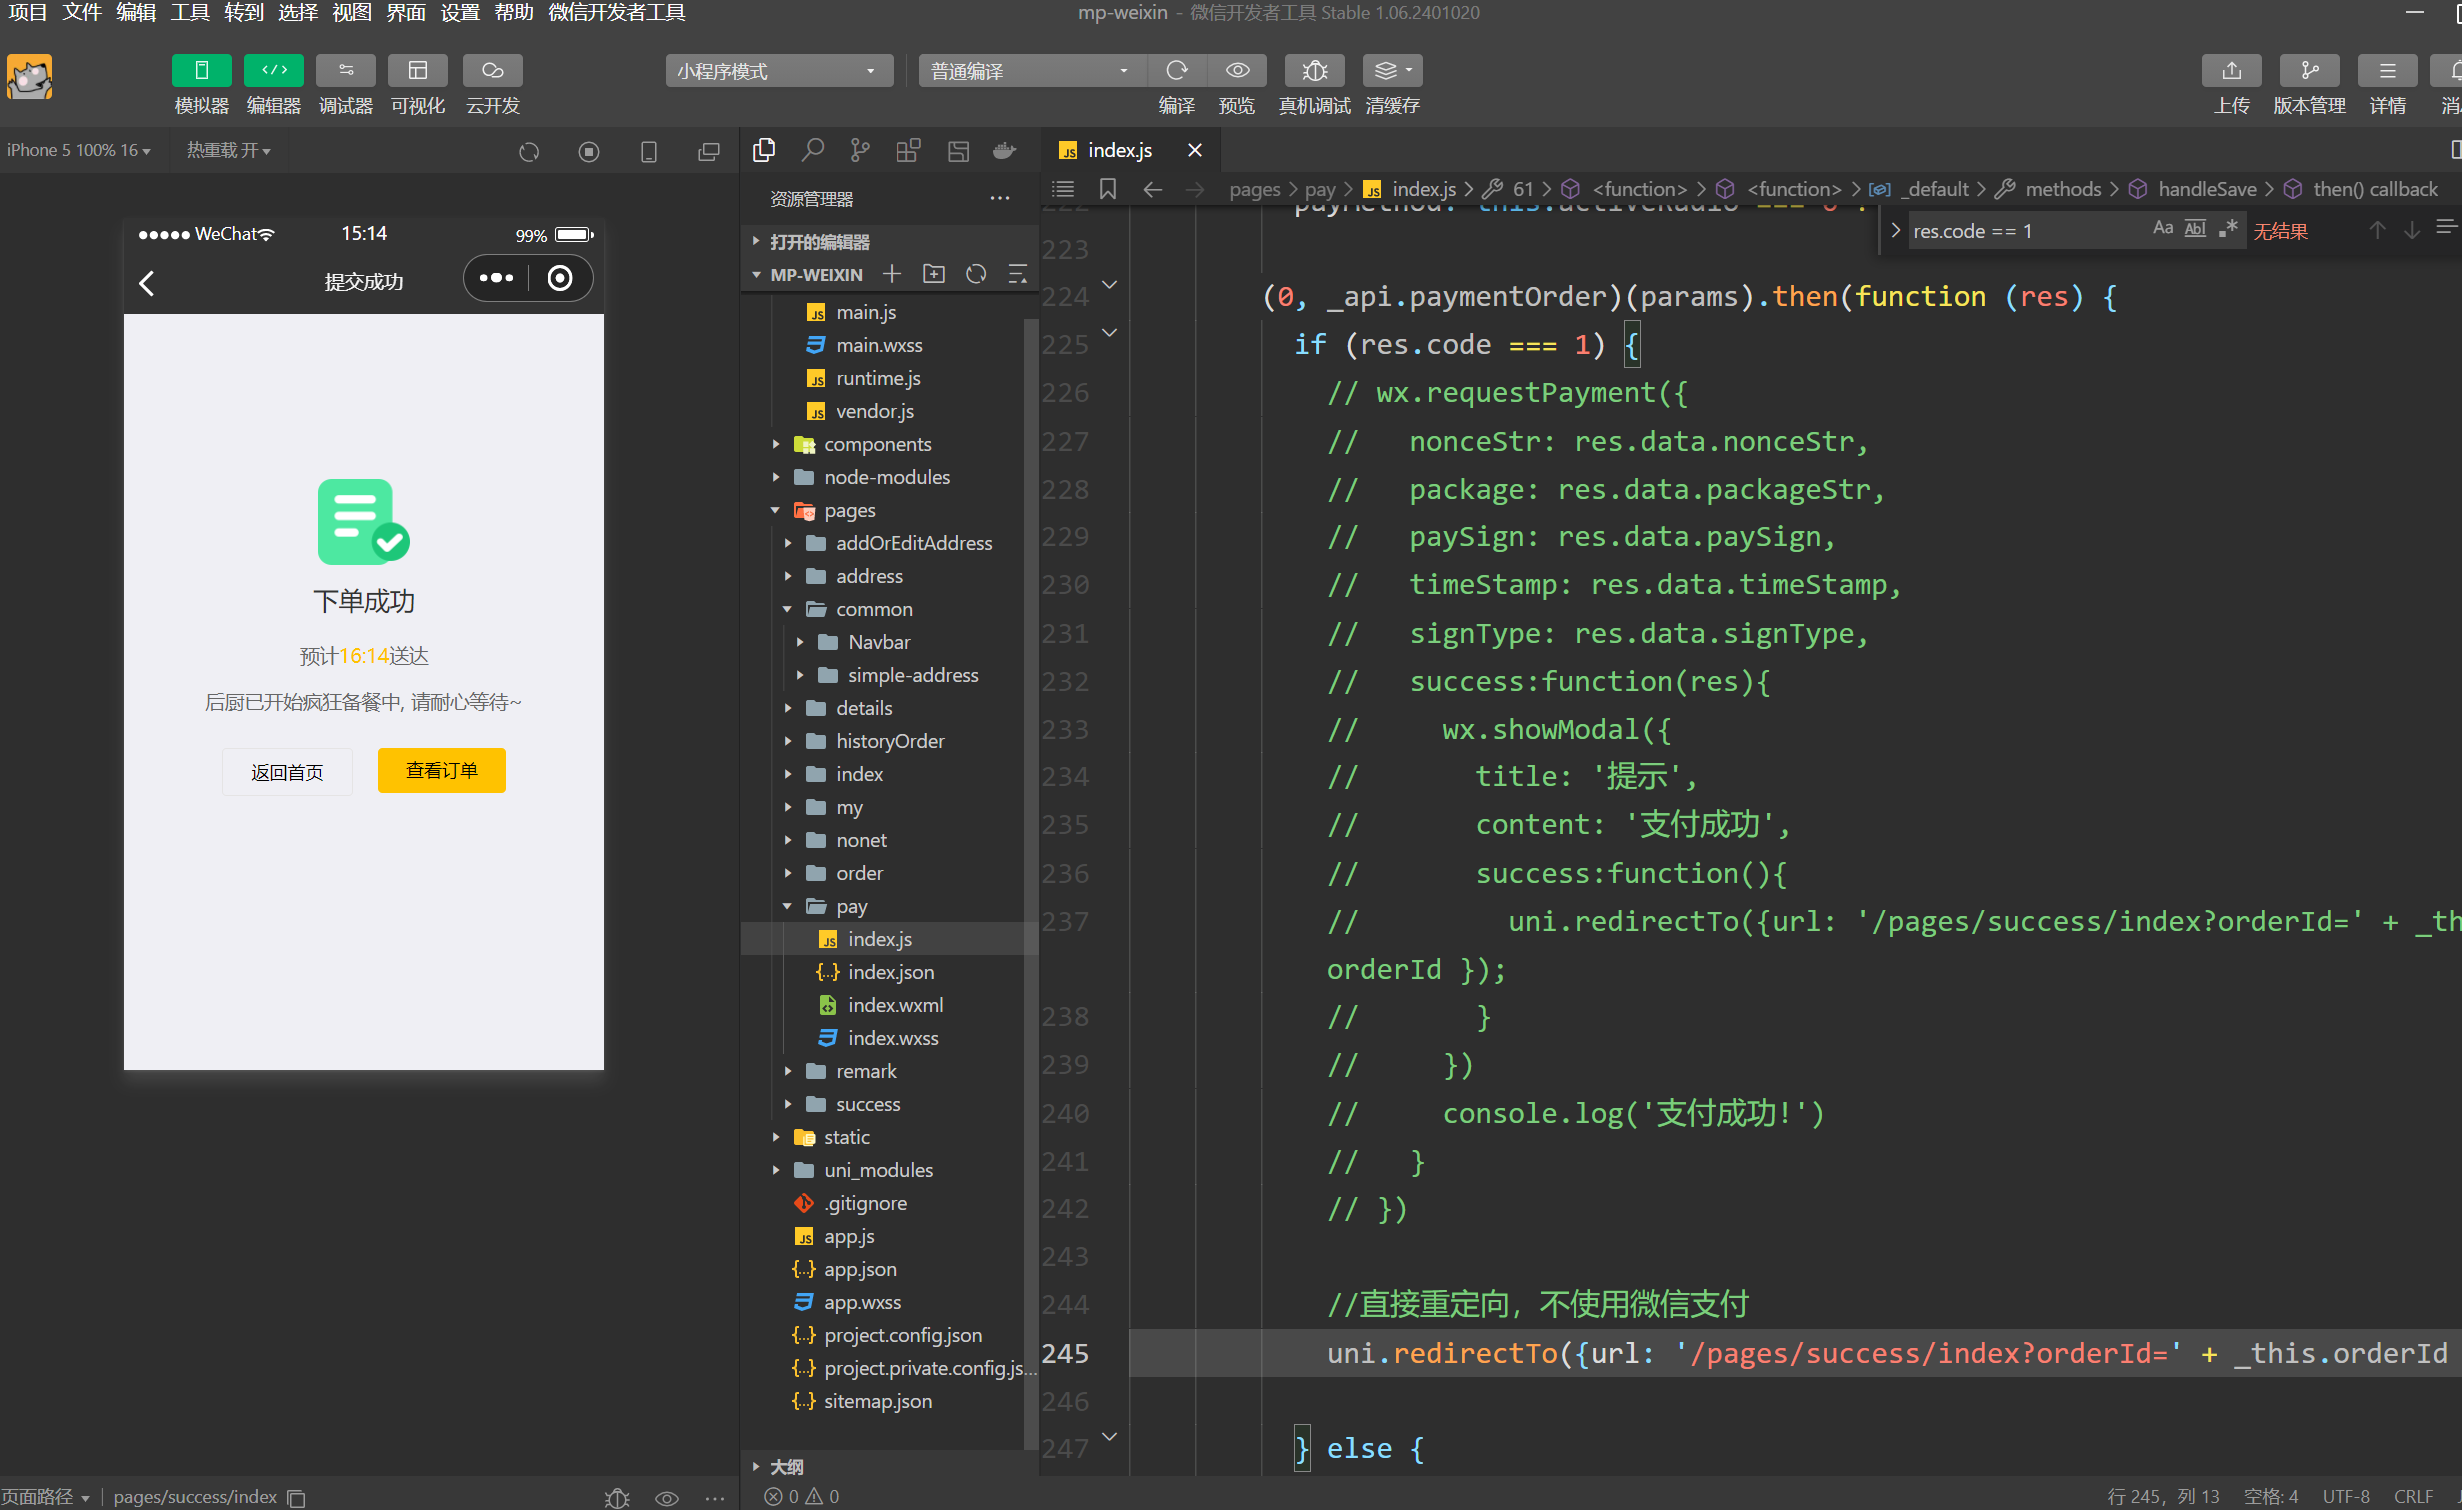 项目 文件 编辑 工具 转到 选择 视图 界面 设置 帮助 微信开发者工具
mp-weixin - 微信开发者工具 Stable 1.06.2401020
模拟器 编辑器 调试器 可视化 云开发
小程序模式
普通编译
编译 预览 真机调试 清缓存
上传 版本管理 详情
iPhone 5 100% 16
热重载 开
WeChat
15:14
99%
提交成功
下单成功
预计16:14送达
后厨已开始疯狂备餐中, 请耐心等待~
返回首页
查看订单
页面路径
pages/success/index
资源管理器
打开的编辑器
MP-WEIXIN
main.js
main.wxss
runtime.js
vendor.js
components
node-modules
pages
addOrEditAddress
address
common
Navbar
simple-address
details
historyOrder
index
my
nonet
order
pay
index.js
index.json
index.wxml
index.wxss
remark
success
static
uni_modules
.gitignore
app.js
app.json
app.wxss
project.config.json
project.private.config.js...
sitemap.json
大纲
0 0
index.js
pages > pay > index.js > 61 > <function> > <function> > _default > methods > handleSave > then() callback
res.code == 1
Aa Abl .*
无结果
223
224 (0, _api.paymentOrder)(params).then(function (res) {
225 if (res.code === 1) {
226 // wx.requestPayment({
227 // nonceStr: res.data.nonceStr,
228 // package: res.data.packageStr,
229 // paySign: res.data.paySign,
230 // timeStamp: res.data.timeStamp,
231 // signType: res.data.signType,
232 // success:function(res){
233 // wx.showModal({
234 // title: '提示',
235 // content: '支付成功',
236 // success:function(){
237 // uni.redirectTo({url: '/pages/success/index?orderId=' + _th
orderId });
238 // }
239 // })
240 // console.log('支付成功!')
241 // }
242 // })
243
244 //直接重定向，不使用微信支付
245 uni.redirectTo({url: '/pages/success/index?orderId=' + _this.orderId
246
247 } else {
行 245，列 13 空格: 4 UTF-8 CRLF